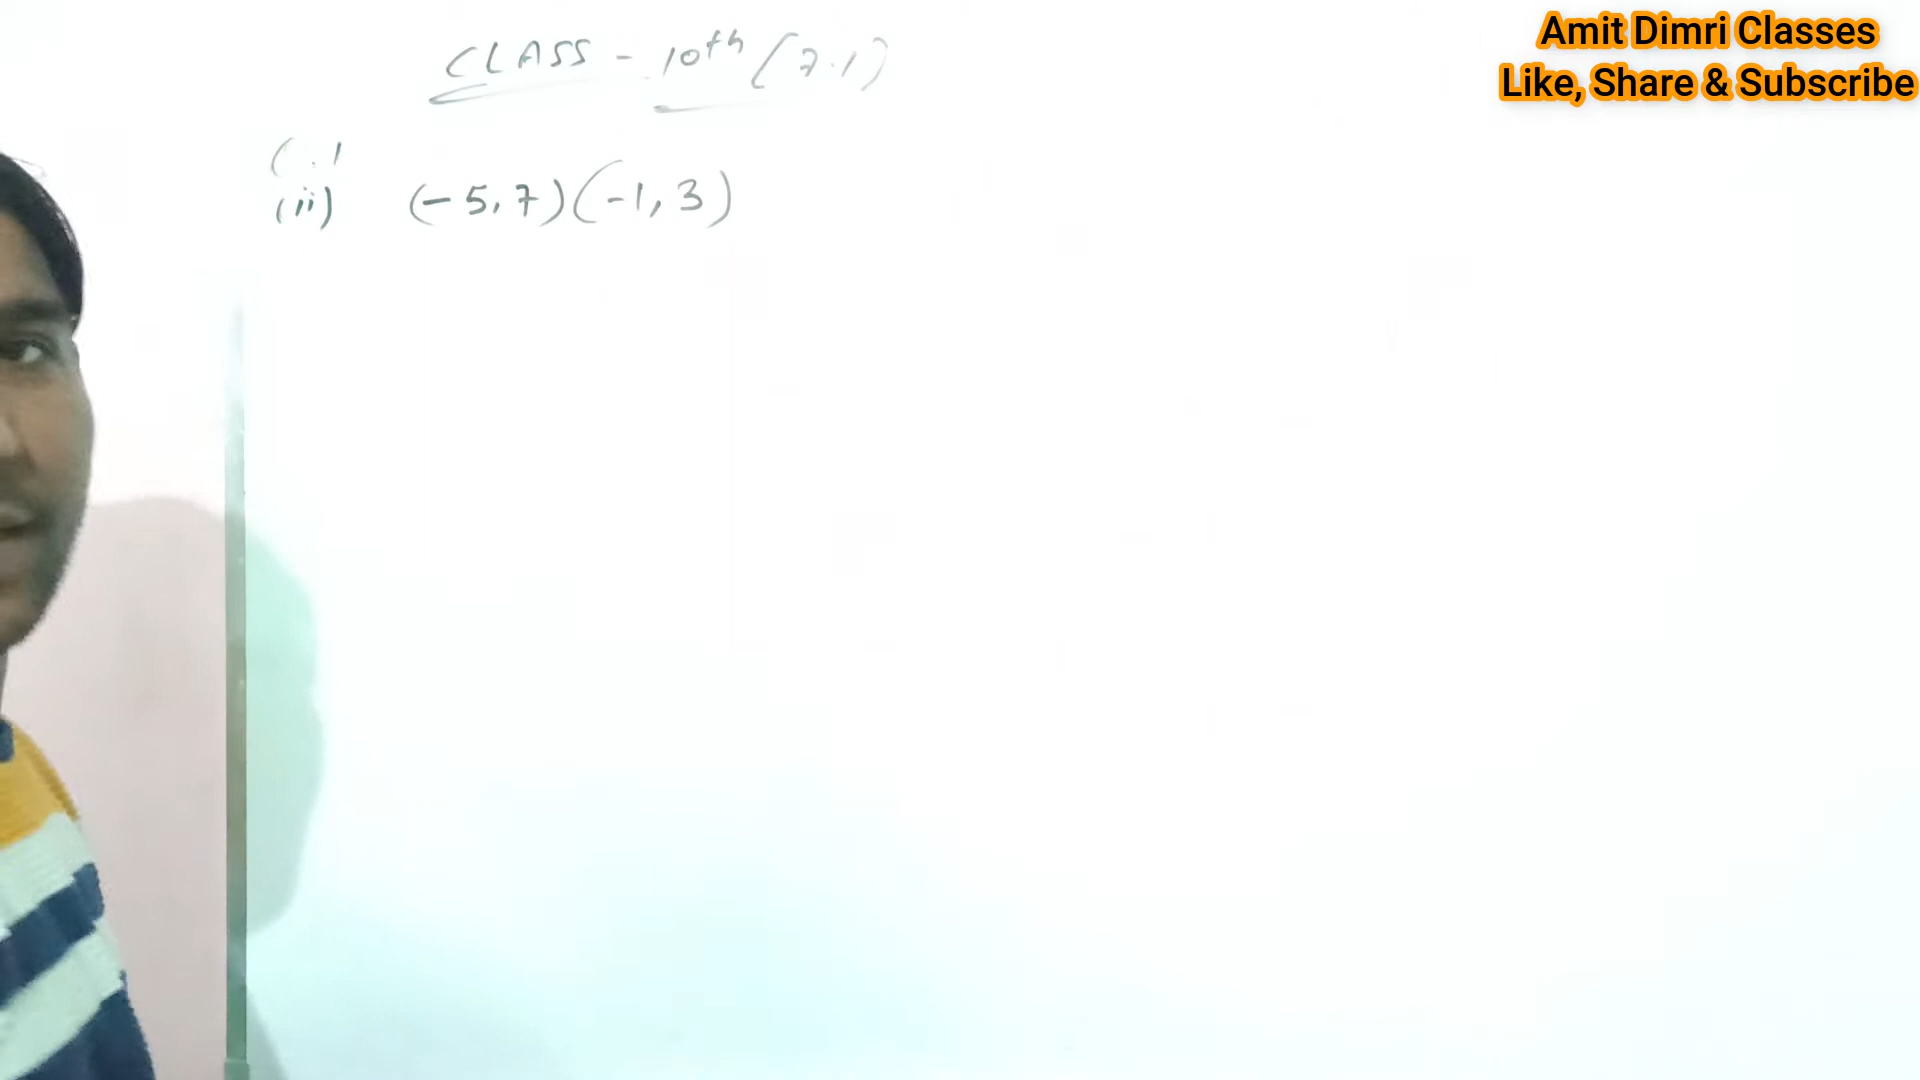 CLASS - 10th (7.1)
Amit Dimri Classes
Like, Share & Subscribe
(ii) (-5,7)(-1,3)